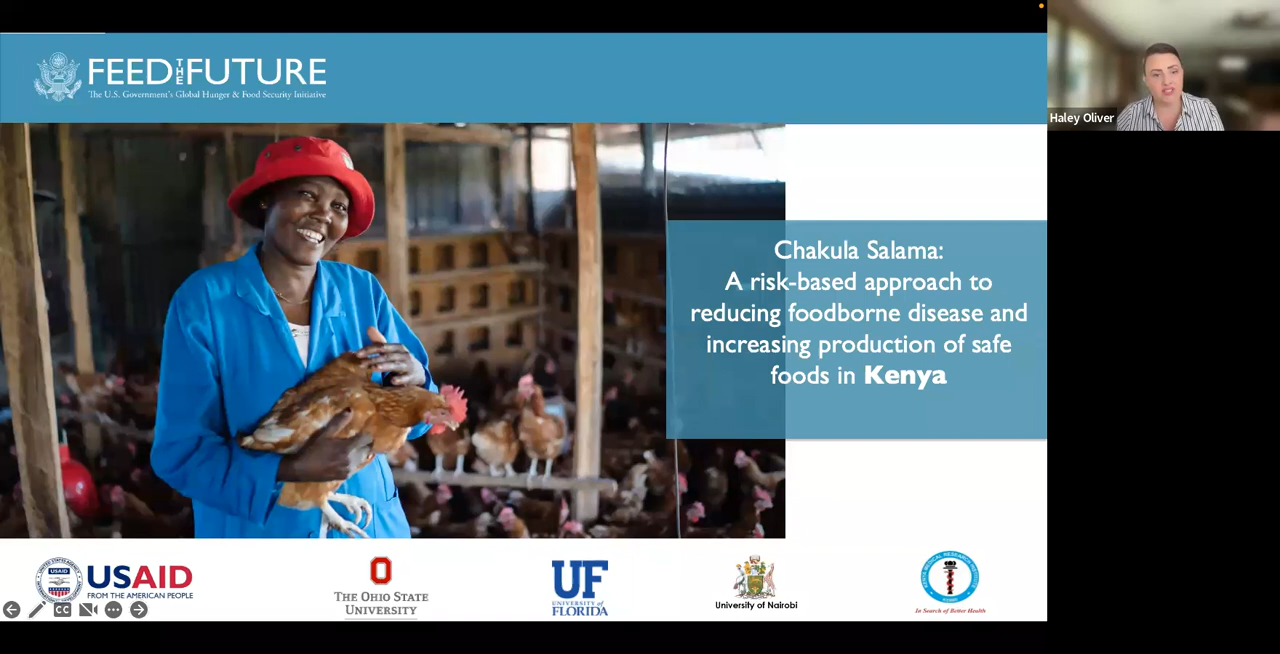 FEED THE FUTURE
The U.S. Government's Global Hunger & Food Security Initiative
Haley Oliver
Chakula Salama:
A risk-based approach to
reducing foodborne disease and
increasing production of safe
foods in Kenya
USAID
USAID
FROM THE AMERICAN PEOPLE
THE OHIO STATE
UNIVERSITY
UF
UNIVERSITY of
FLORIDA
University of Nairobi
In Search of Better Health
CC